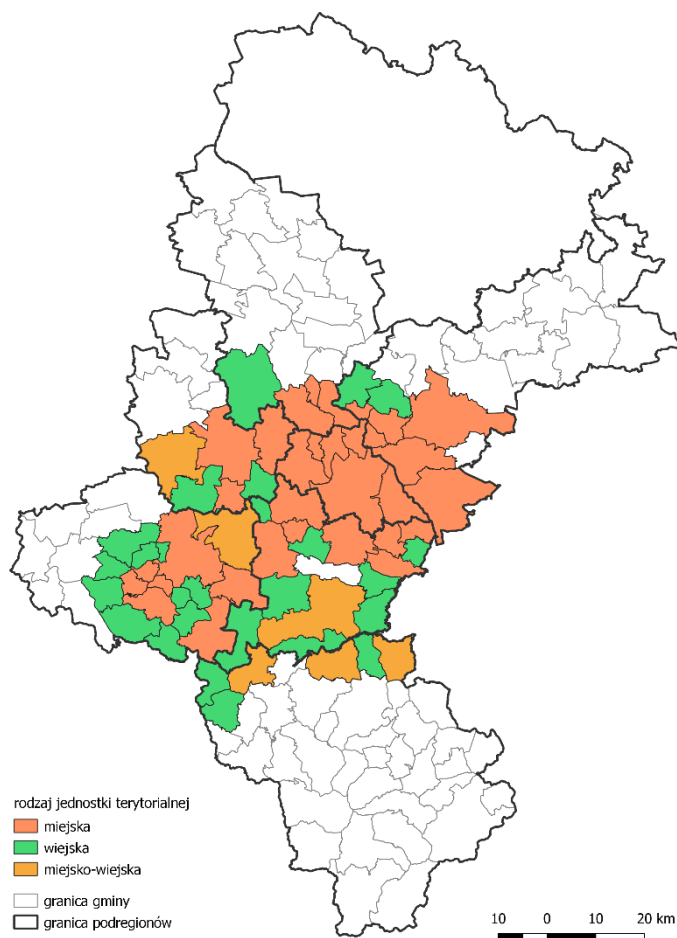 rodzaj jednostki terytorialnej
miejska
wiejska
miejsko-wiejska
granica gminy
granica podregionów
10 0 10 20 km